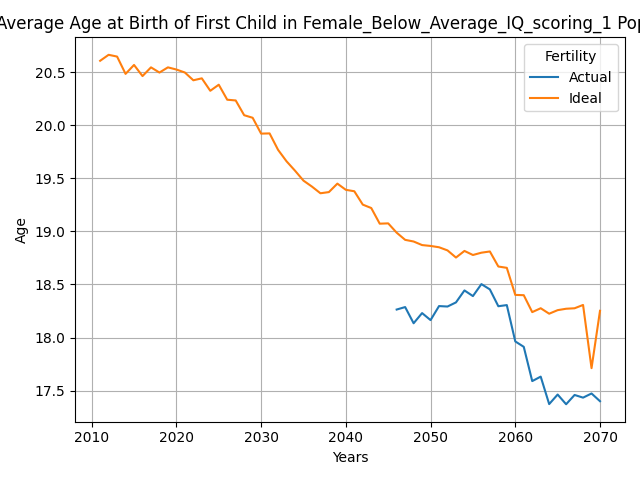 Average Age at Birth of First Child in Female_Below_Average_IQ_scoring_1
Fertility
Actual
Ideal
20.5
20.0
19.5
19.0
18.5
18.0
17.5
Age
2010 2020 2030 2040 2050 2060 2070
Years